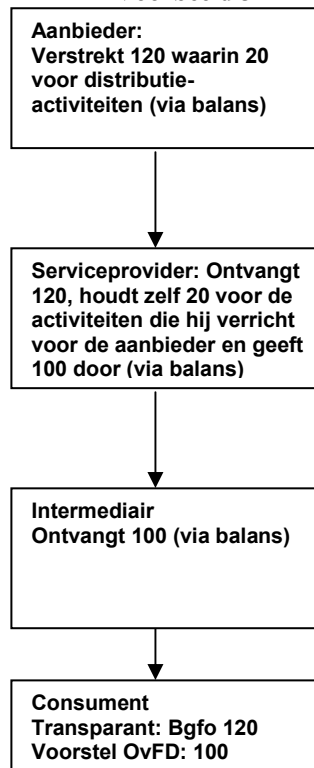 Aanbieder:
Verstrekt 120 waarin 20
voor distributie-
activiteiten (via balans)
Serviceprovider: Ontvangt
120, houdt zelf 20 voor de
activiteiten die hij verricht
voor de aanbieder en geeft
100 door (via balans)
Intermediair
Ontvangt 100 (via balans)
Consument
Transparant: Bgfo 120
Voorstel OvFD: 100